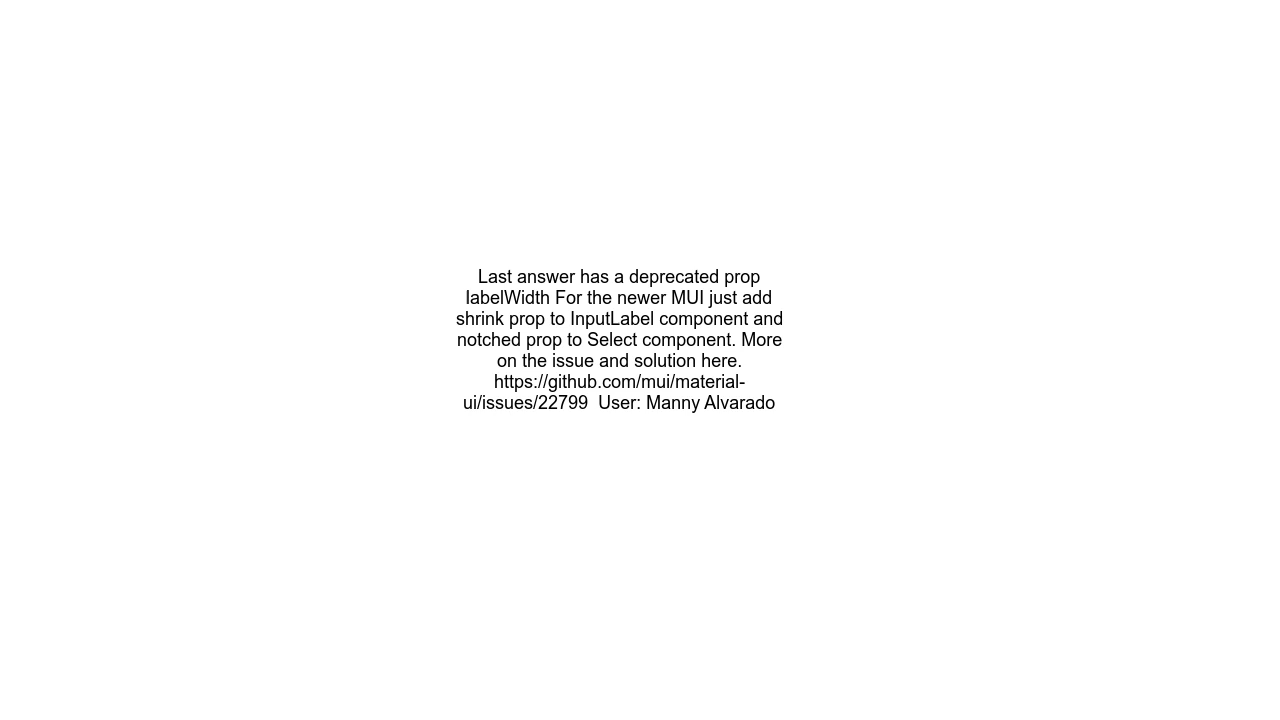 Last answer has a deprecated prop
labelWidth For the newer MUI just add
shrink prop to InputLabel component and
notched prop to Select component. More
on the issue and solution here.
https://github.com/mui/material-
ui/issues/22799  User: Manny Alvarado